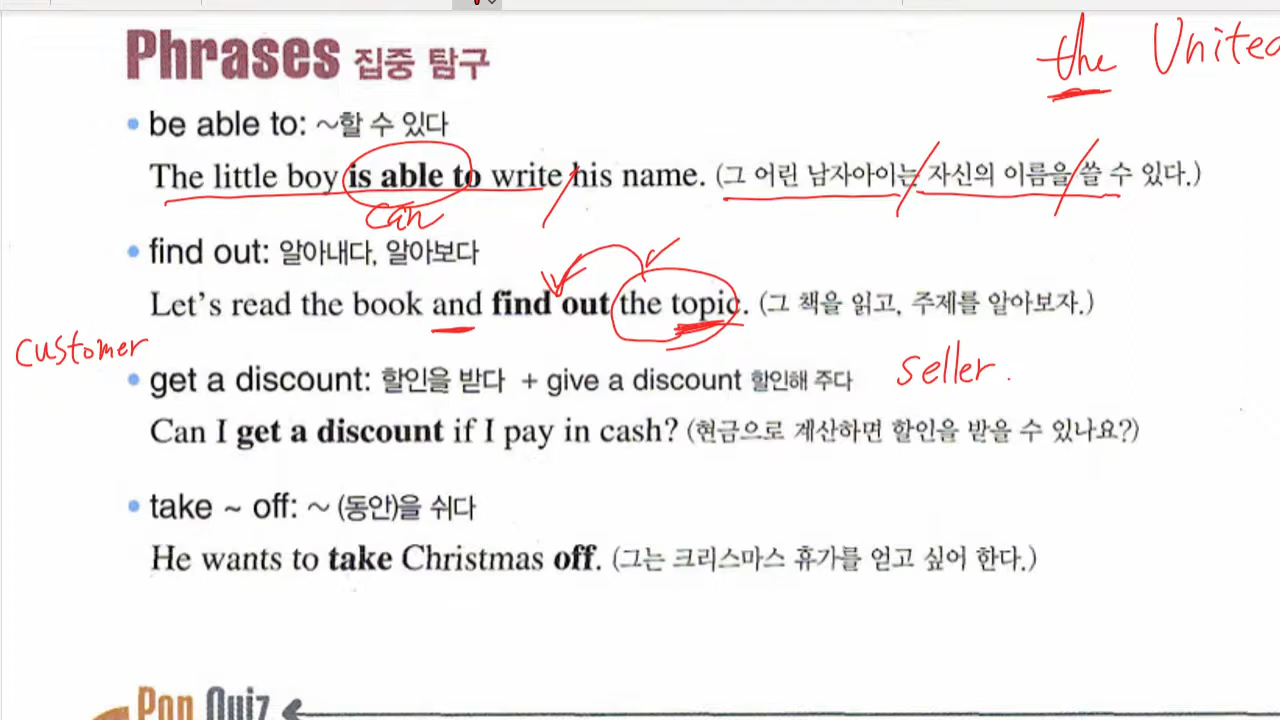 Phrases 집중 탐구
the United
• be able to: ~할 수 있다
The little boy is able to write his name. (그 어린 남자아이는 자신의 이름을 쓸 수 있다.)
can
• find out: 알아내다, 알아보다
Let's read the book and find out the topic. (그 책을 읽고, 주제를 알아보자.)
customer
seller.
• get a discount: 할인을 받다 + give a discount 할인해 주다
Can I get a discount if I pay in cash? (현금으로 계산하면 할인을 받을 수 있나요?)
• take ~ off: ~ (동안)을 쉬다
He wants to take Christmas off. (그는 크리스마스 휴가를 얻고 싶어 한다.)
Pop Quiz